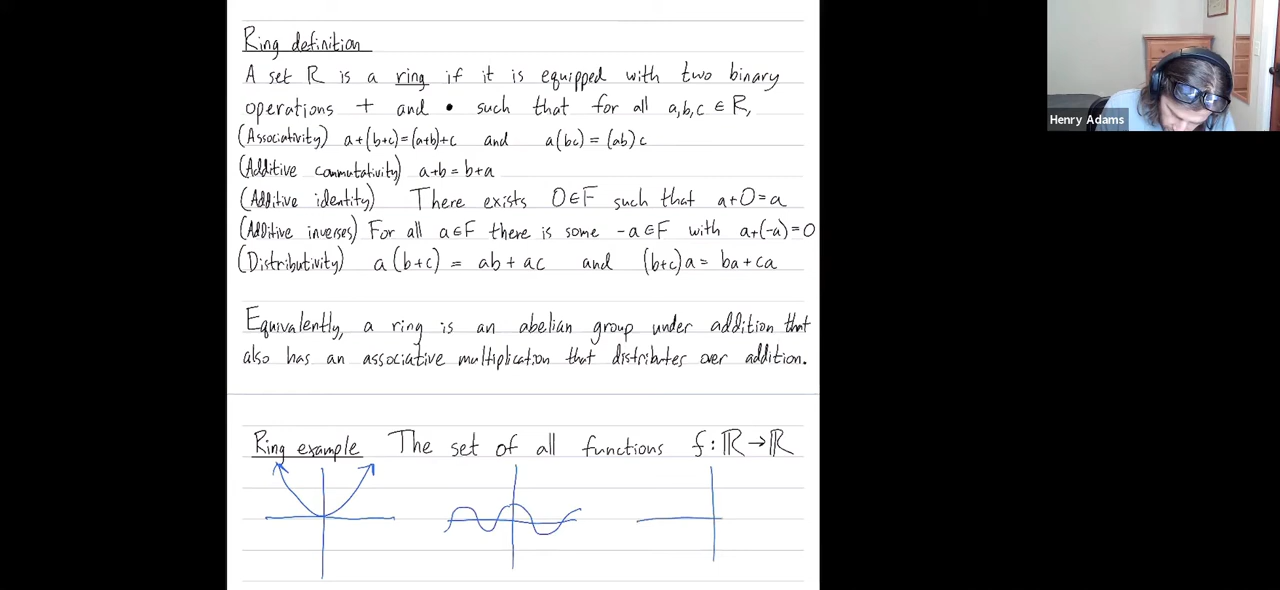 Ring definition
A set R is a ring if it is equipped with two binary
operations + and • such that for all a,b,c ∈ R,
(Associativity) a+(b+c)=(a+b)+c and a(bc)=(ab)c
(Additive commutativity) a+b=b+a
(Additive identity) There exists 0∈F such that a+0=a
(Additive inverses) For all a∈F there is some -a∈F with a+(-a)=0
(Distributivity) a(b+c) = ab+ac and (b+c)a = ba+ca
Equivalently, a ring is an abelian group under addition that
also has an associative multiplication that distributes over addition.
Ring example The set of all functions f:ℝ→ℝ
Henry Adams